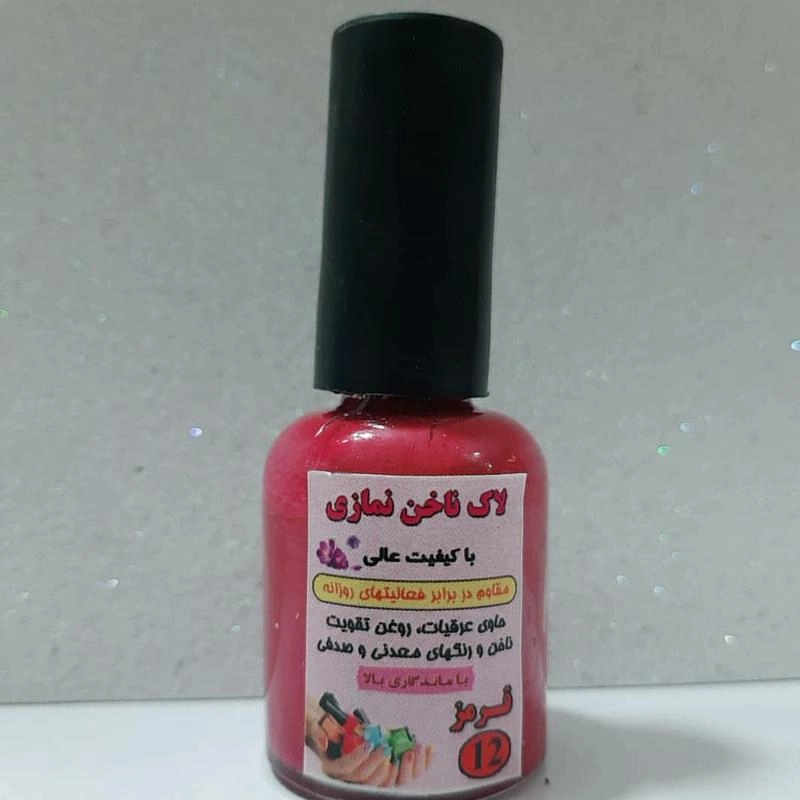 لاک ناخن نمازی
با کیفیت عالی
مقاوم در برابر فعالیتهای روزانه
حاوی عرقیات، روغن تقویت
ناخن و رنگهای معدنی و صدفی
با ماندگاری بالا
قرمز
12